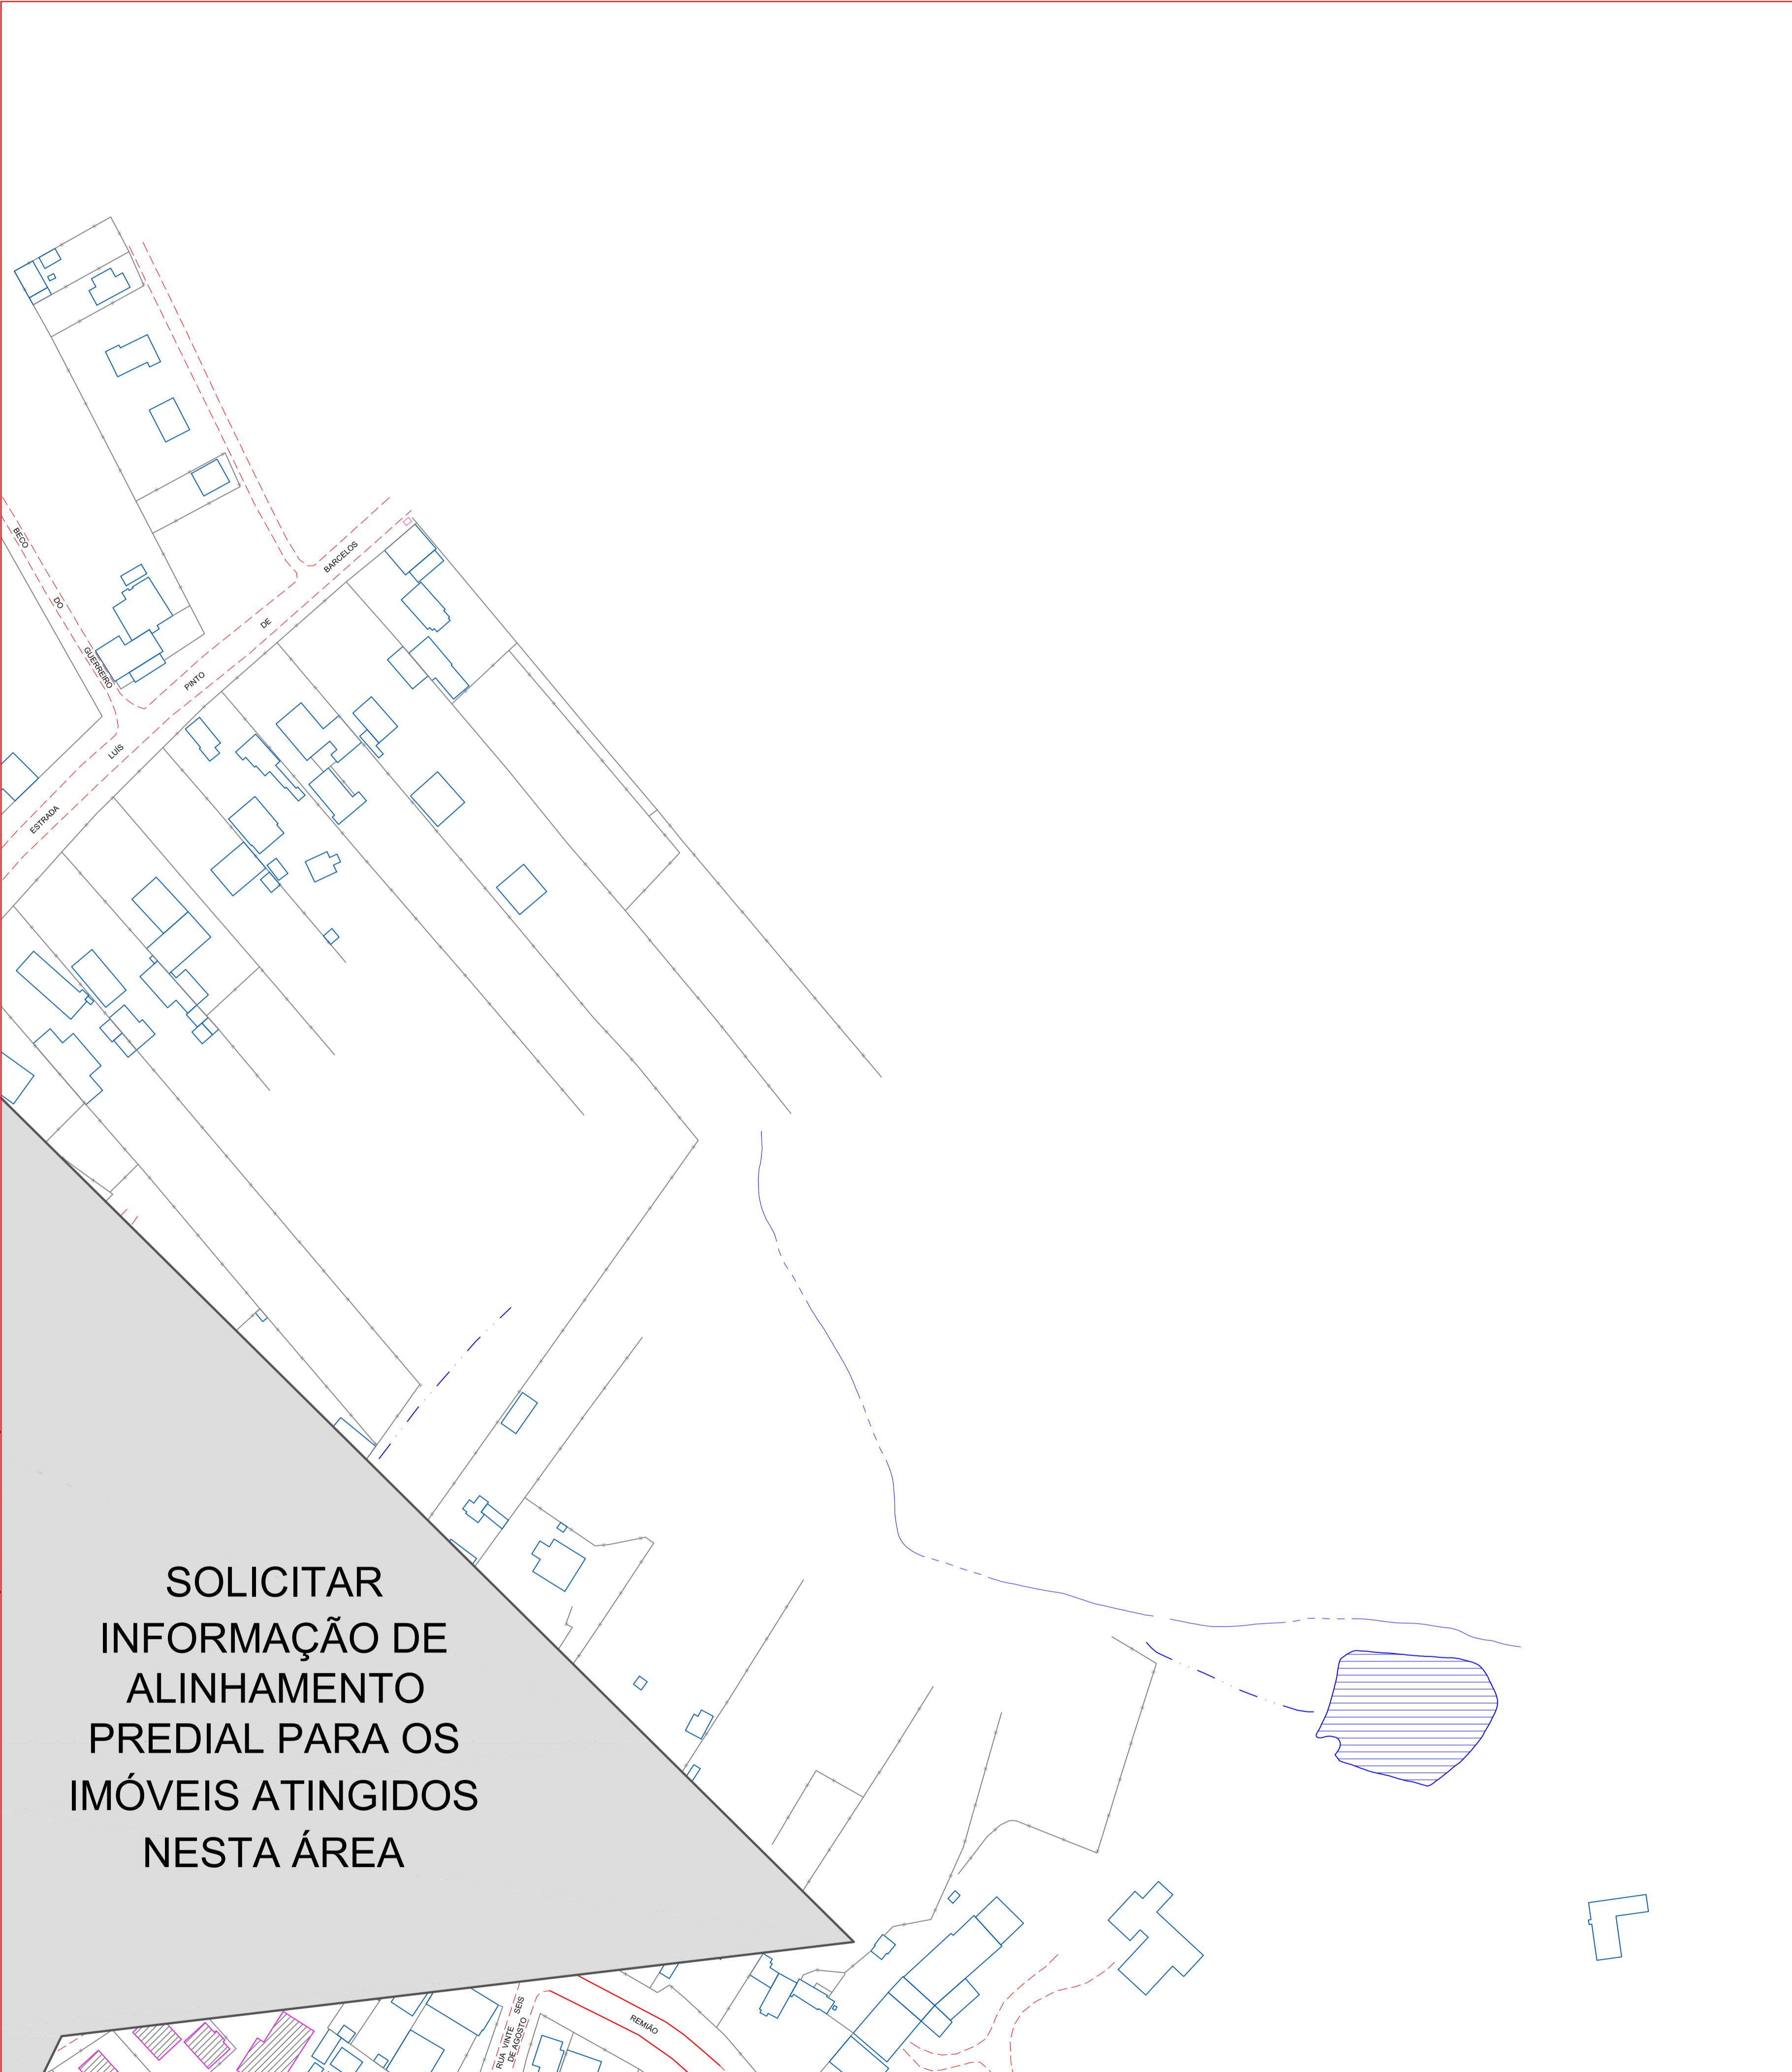 BECO
DO
GUERREIRO
ESTRADA
LUÍS
PINTO
DE
BARCELOS
SOLICITAR
INFORMAÇÃO DE
ALINHAMENTO
PREDIAL PARA OS
IMÓVEIS ATINGIDOS
NESTA ÁREA
RUA VINTE SEIS
DE AGOSTO
REMIÃO